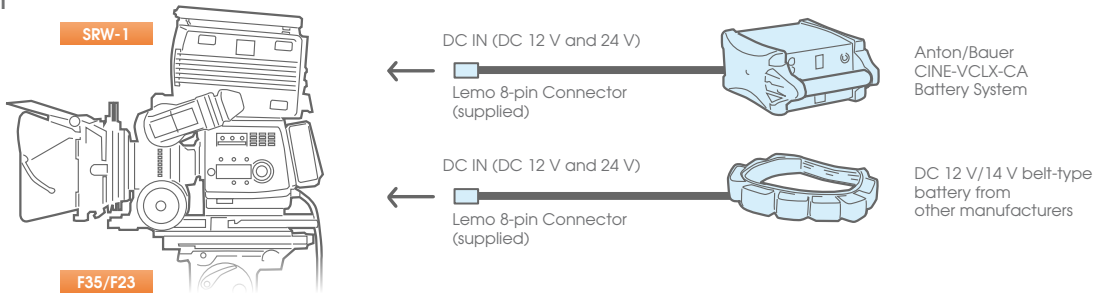 SRW-1
DC IN (DC 12 V and 24 V)
Lemo 8-pin Connector
(supplied)
Anton/Bauer
CINE-VCLX-CA
Battery System
DC IN (DC 12 V and 24 V)
Lemo 8-pin Connector
(supplied)
DC 12 V/14 V belt-type
battery from
other manufacturers
F35/F23